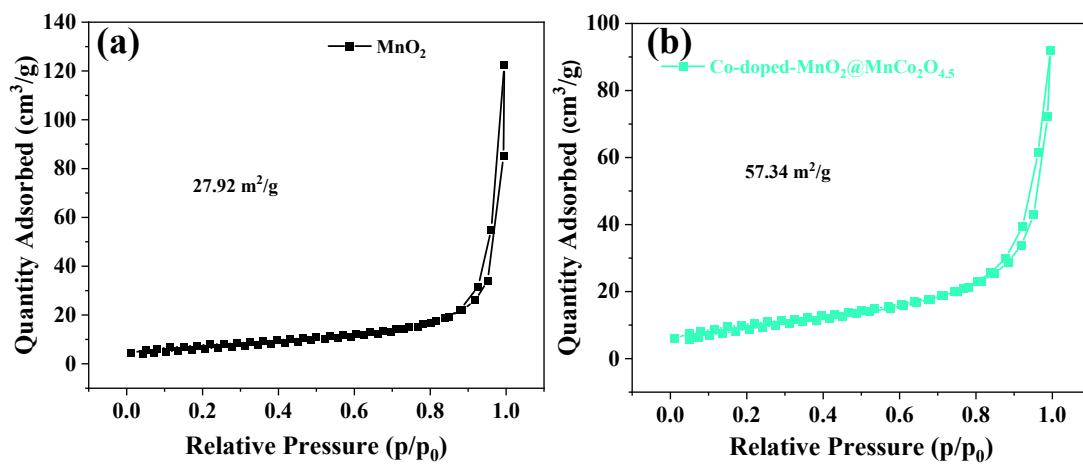 (a)
MnO₂
27.92 m²/g
Quantity Adsorbed (cm³/g)
140
120
100
80
60
40
20
0
0.0 0.2 0.4 0.6 0.8 1.0
Relative Pressure (p/p₀)
(b)
Co-doped-MnO₂@MnCo₂O₄.₅
57.34 m²/g
Quantity Adsorbed (cm³/g)
100
80
60
40
20
0
0.0 0.2 0.4 0.6 0.8 1.0
Relative Pressure (p/p₀)